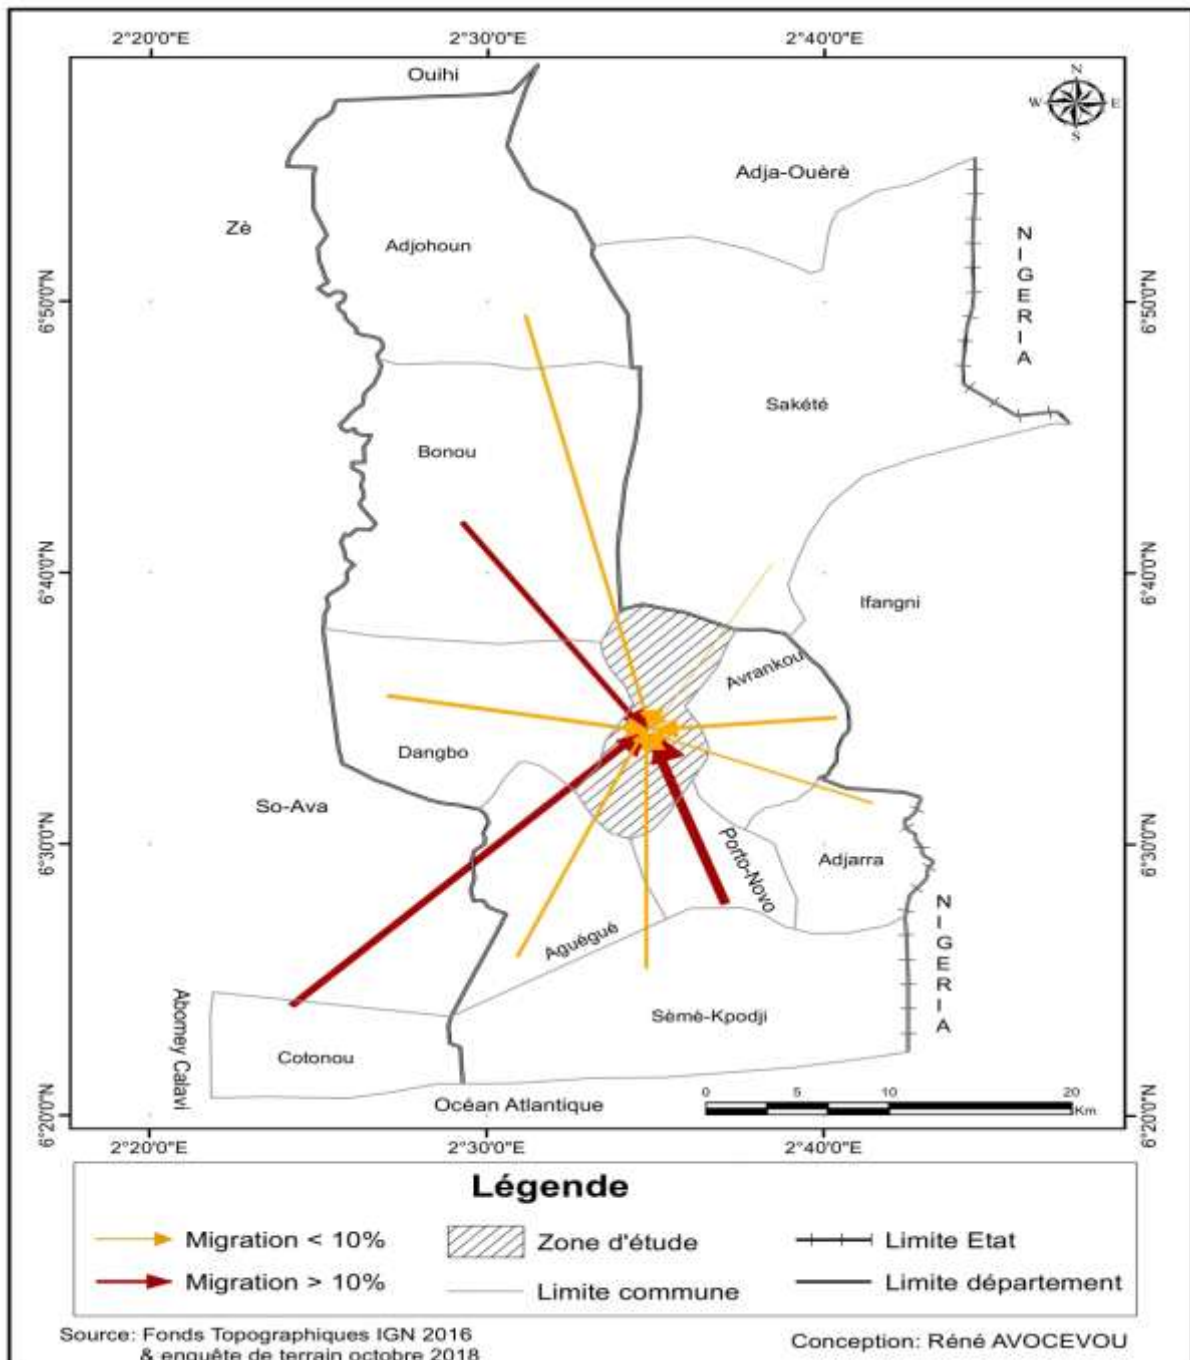 2°20'0"E 2°30'0"E 2°40'0"E
Ouihi
N
W E
S
Adja-Ouèrè
Zè
Adjohoun
NIGERIA
6°50'0"N 6°50'0"N
Sakété
Bonou
6°40'0"N 6°40'0"N
Ifangni
Avrankou
Dangbo
So-Ava
6°30'0"N 6°30'0"N
Porto-Novo
Adjarra
NIGERIA
Aguégué
Abomey Calavi
Sèmè-Kpodji
Cotonou
Océan Atlantique
0 5 10 20
Km
6°20'0"N 6°20'0"N
2°20'0"E 2°30'0"E 2°40'0"E
Légende
Migration < 10% Zone d'étude Limite Etat
Migration > 10% Limite commune Limite département
Source: Fonds Topographiques IGN 2016
& enquête de terrain octobre 2018
Conception: Réné AVOCEVOU